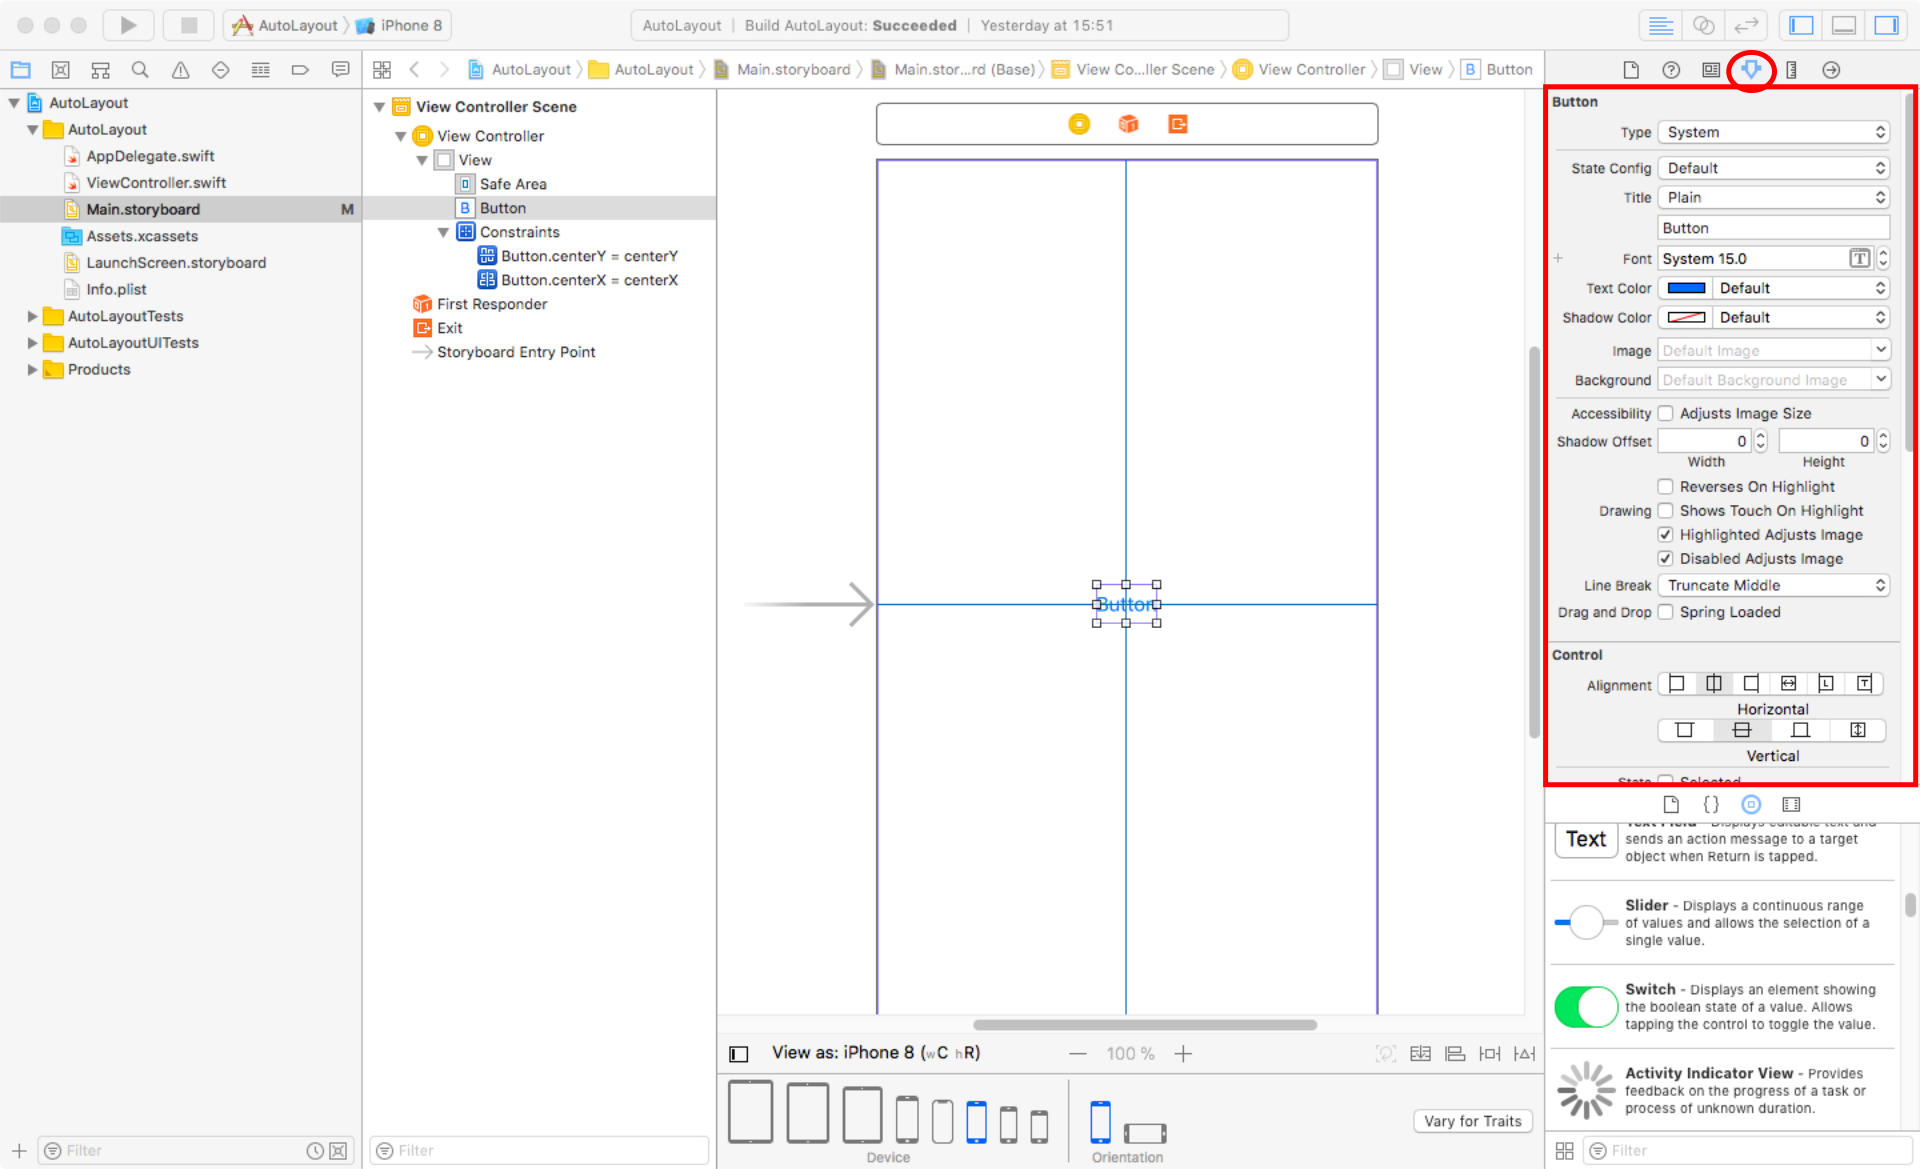 AutoLayout
iPhone 8
AutoLayout | Build AutoLayout: Succeeded | Yesterday at 15:51
AutoLayout
AutoLayout
Main.storyboard
Main.stor...rd (Base)
View Co...ller Scene
View Controller
View
B Button
AutoLayout
AutoLayout
AppDelegate.swift
ViewController.swift
Main.storyboard M
Assets.xcassets
LaunchScreen.storyboard
Info.plist
AutoLayoutTests
AutoLayoutUITests
Products
Filter
View Controller Scene
View Controller
View
Safe Area
B Button
Constraints
Button.centerY = centerY
Button.centerX = centerX
First Responder
Exit
Storyboard Entry Point
Filter
Button
View as: iPhone 8 (wC hR)
100 %
Device
Orientation
Vary for Traits
Button
Type System
State Config Default
Title Plain
Button
Font System 15.0 T
Text Color Default
Shadow Color Default
Image Default Image
Background Default Background Image
Accessibility Adjusts Image Size
Shadow Offset 0 0
Width Height
Reverses On Highlight
Drawing Shows Touch On Highlight
Highlighted Adjusts Image
Disabled Adjusts Image
Line Break Truncate Middle
Drag and Drop Spring Loaded
Control
Alignment
Horizontal
Vertical
State Selected
{}
Text
Text Field - Displays editable text and
sends an action message to a target
object when Return is tapped.
Slider - Displays a continuous range
of values and allows the selection of a
single value.
Switch - Displays an element showing
the boolean state of a value. Allows
tapping the control to toggle the value.
Activity Indicator View - Provides
feedback on the progress of a task or
process of unknown duration.
Filter